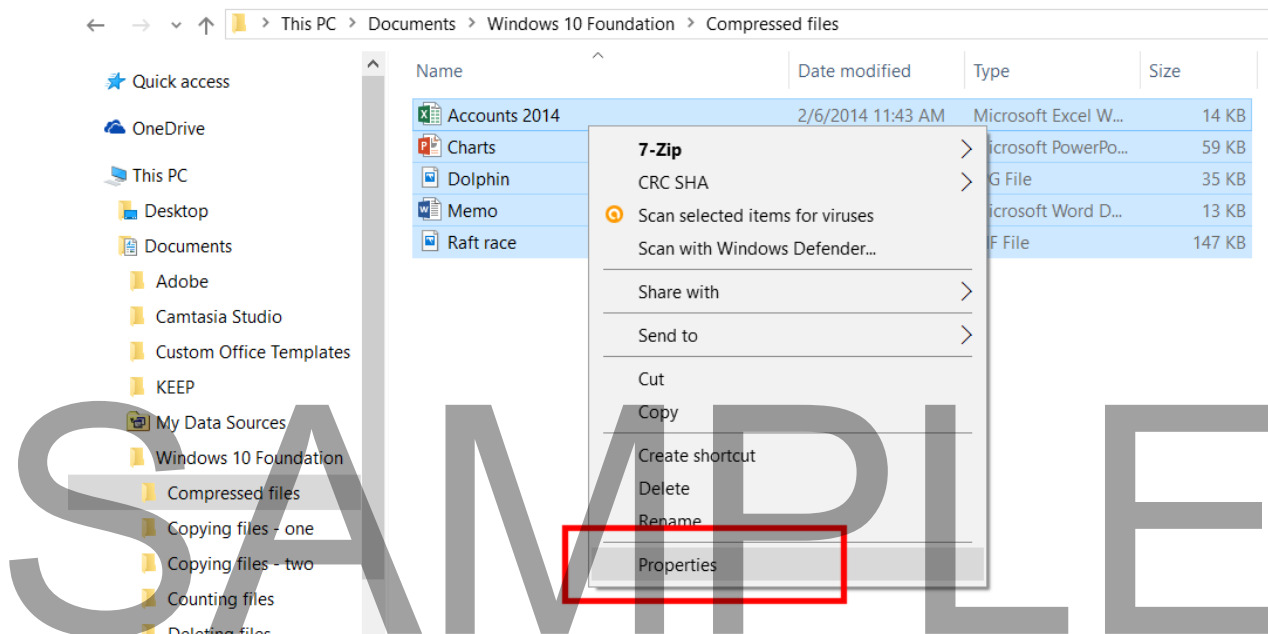 This PC > Documents > Windows 10 Foundation > Compressed files
Name Date modified Type Size
Quick access
OneDrive
This PC
Desktop
Documents
Adobe
Camtasia Studio
Custom Office Templates
KEEP
My Data Sources
Windows 10 Foundation
Compressed files
Copying files - one
Copying files - two
Counting files
Deleting files
Accounts 2014 2/6/2014 11:43 AM Microsoft Excel W... 14 KB
Charts icrosoft PowerPo... 59 KB
Dolphin G File 35 KB
Memo icrosoft Word D... 13 KB
Raft race F File 147 KB
7-Zip
CRC SHA
Scan selected items for viruses
Scan with Windows Defender...
Share with
Send to
Cut
Copy
Create shortcut
Delete
Rename
Properties
SAMPLE